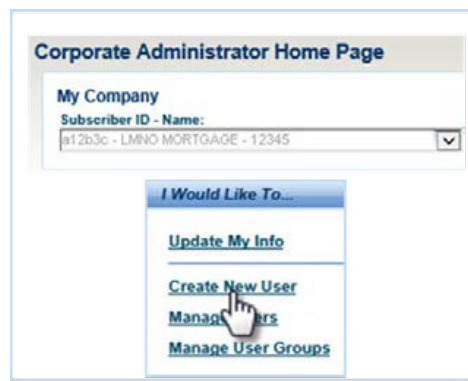 Corporate Administrator Home Page
My Company
Subscriber ID - Name:
a12b3c - LMNO MORTGAGE - 12345
I Would Like To...
Update My Info
Create New User
Manage
Manage User Groups